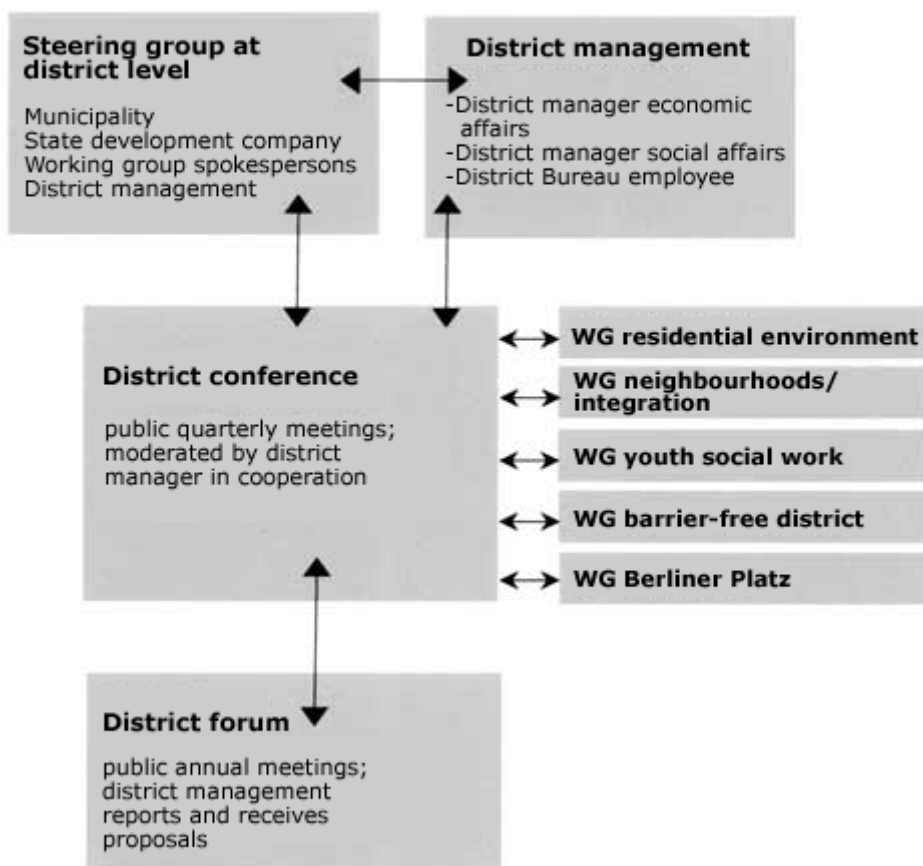 Steering group at
district level
Municipality
State development company
Working group spokespersons
District management
District management
-District manager economic
affairs
-District manager social affairs
-District Bureau employee
District conference
public quarterly meetings;
moderated by district
manager in cooperation
WG residential environment
WG neighbourhoods/
integration
WG youth social work
WG barrier-free district
WG Berliner Platz
District forum
public annual meetings;
district management
reports and receives
proposals